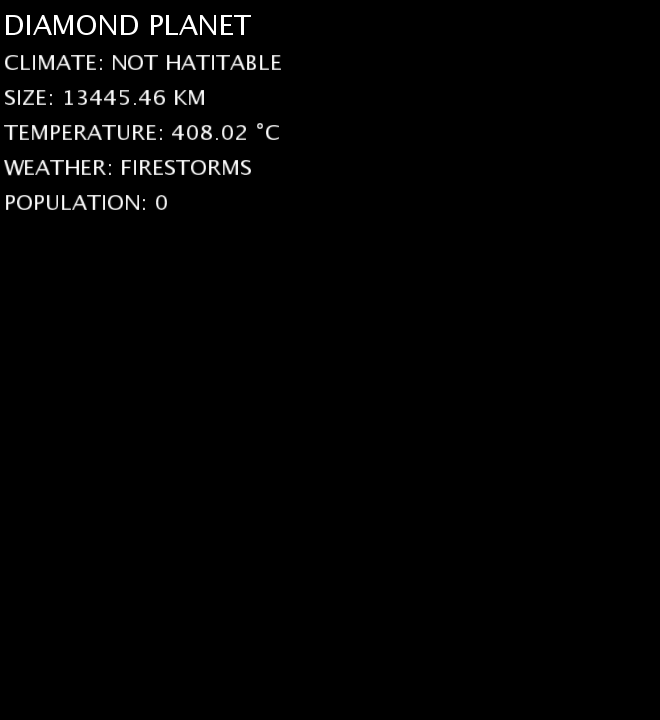 DIAMOND PLANET
CLIMATE: NOT HATITABLE
SIZE: 13445.46 KM
TEMPERATURE: 408.02 °C
WEATHER: FIRESTORMS
POPULATION: 0